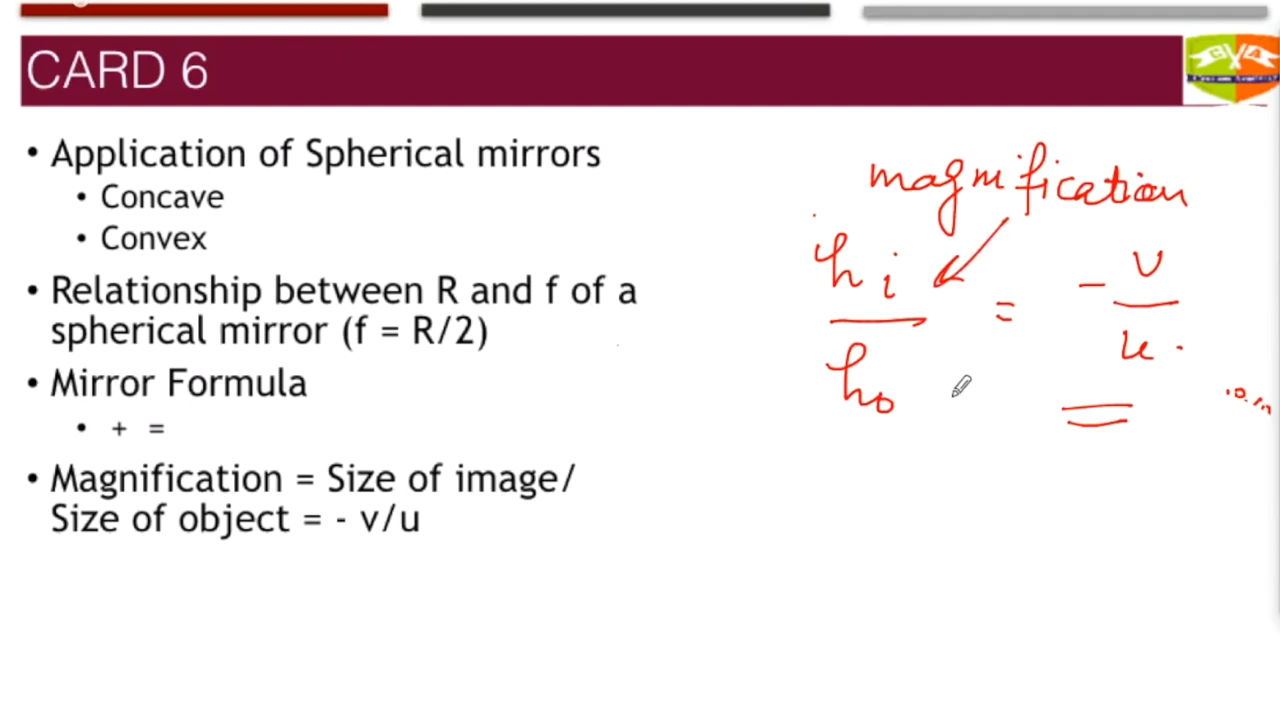 CARD 6
• Application of Spherical mirrors
• Concave
• Convex
• Relationship between R and f of a
spherical mirror (f = R/2)
• Mirror Formula
• + =
• Magnification = Size of image/
Size of object = - v/u
magnification
hi
ho
=
- v
u.